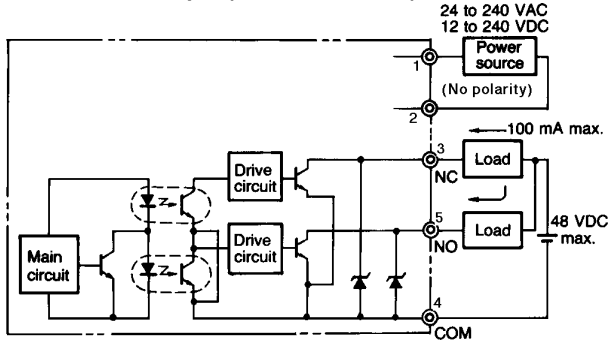 24 to 240 VAC
12 to 240 VDC
Power
source
1
(No polarity)
2
100 mA max.
3
Load
NC
Drive
circuit
5
Load
NO
48 VDC
max.
Drive
circuit
Main
circuit
4
COM